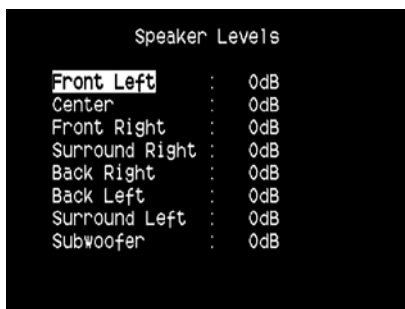 Speaker Levels
Front Left : 0dB
Center : 0dB
Front Right : 0dB
Surround Right : 0dB
Back Right : 0dB
Back Left : 0dB
Surround Left : 0dB
Subwoofer : 0dB